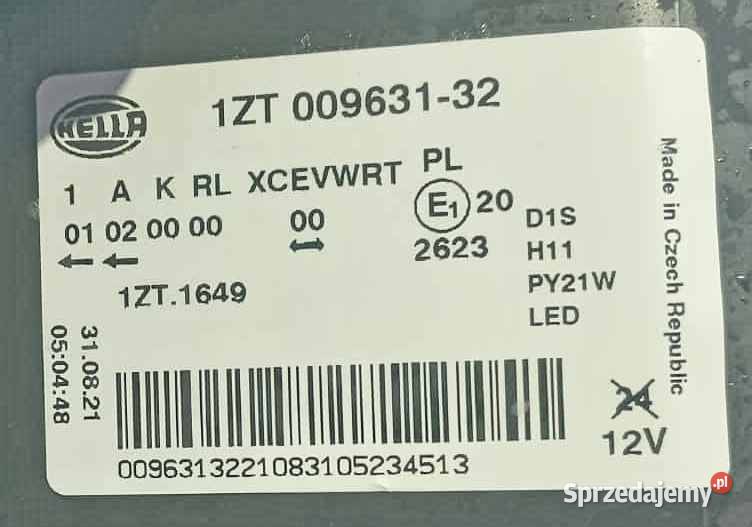 HELLA
1ZT 009631-32
1 A K RL XCEVWRT PL
01 02 00 00 00 E1 20
2623
1ZT.1649
D1S
H11
PY21W
LED
Made in Czech Republic
31.08.21
05:04:48
0096313221083105234513
24
12V
Sprzedajemy.pl